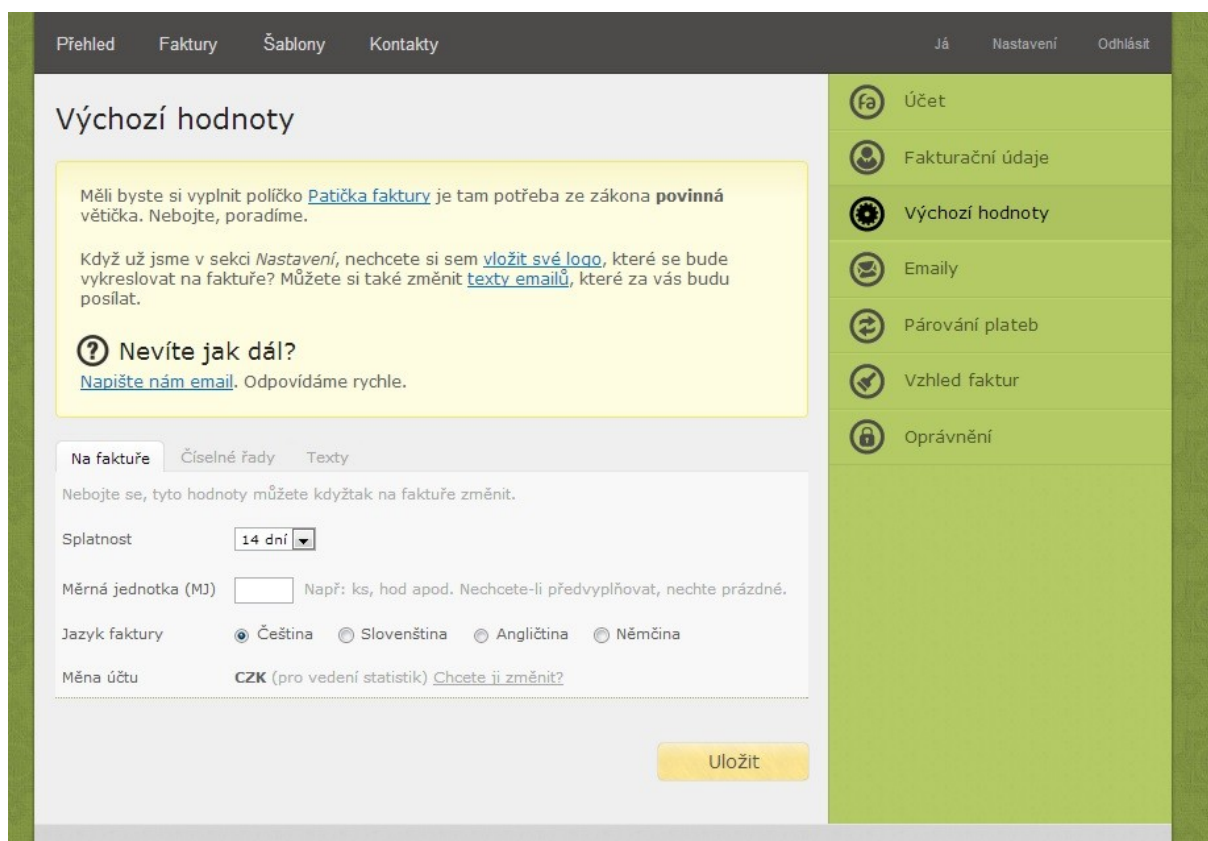 Přehled Faktury Šablony Kontakty Já Nastavení Odhlásit
Výchozí hodnoty
Měli byste si vyplnit políčko Patička faktury je tam potřeba ze zákona povinná
větička. Nebojte, poradíme.
Když už jsme v sekci Nastavení, nechcete si sem vložit své logo, které se bude
vykreslovat na faktuře? Můžete si také změnit texty emailů, které za vás budu
posílat.
Nevíte jak dál?
Napište nám email. Odpovídáme rychle.
Na faktuře Číselné řady Texty
Nebojte se, tyto hodnoty můžete kdyžtak na faktuře změnit.
Splatnost 14 dní
Měrná jednotka (MJ) Např: ks, hod apod. Nechcete-li předvyplňovat, nechte prázdné.
Jazyk faktury Čeština Slovenština Angličtina Němčina
Měna účtu CZK (pro vedení statistik) Chcete ji změnit?
Uložit
fa Účet
Fakturační údaje
Výchozí hodnoty
Emaily
Párování plateb
Vzhled faktur
Oprávnění